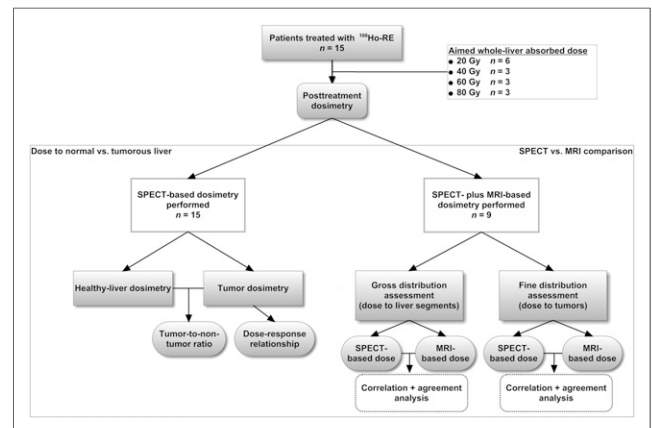 Patients treated with ¹⁶⁶Ho-RE
n = 15
Aimed whole-liver absorbed dose
● 20 Gy n = 6
● 40 Gy n = 3
● 60 Gy n = 3
● 80 Gy n = 3
Posttreatment
dosimetry
Dose to normal vs. tumorous liver
SPECT vs. MRI comparison
SPECT-based dosimetry
performed
n = 15
SPECT- plus MRI-based
dosimetry performed
n = 9
Healthy-liver dosimetry
Tumor dosimetry
Tumor-to-non-
tumor ratio
Dose-response
relationship
Gross distribution
assessment
(dose to liver segments)
Fine distribution
assessment
(dose to tumors)
SPECT-
based dose
MRI-
based dose
SPECT-
based dose
MRI-
based dose
Correlation + agreement
analysis
Correlation + agreement
analysis